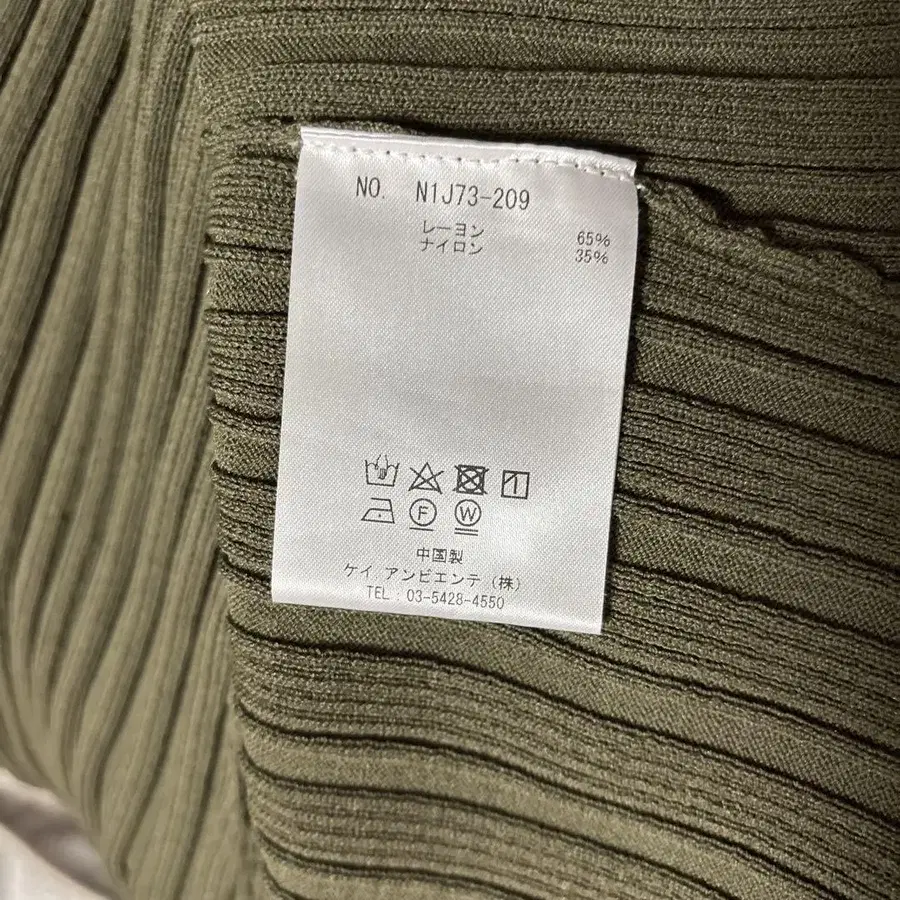 NO. N1J73-209
レーヨン 65%
ナイロン 35%
1
F W
中国製
ケイ アンビエンテ (株)
TEL : 03-5428-4550